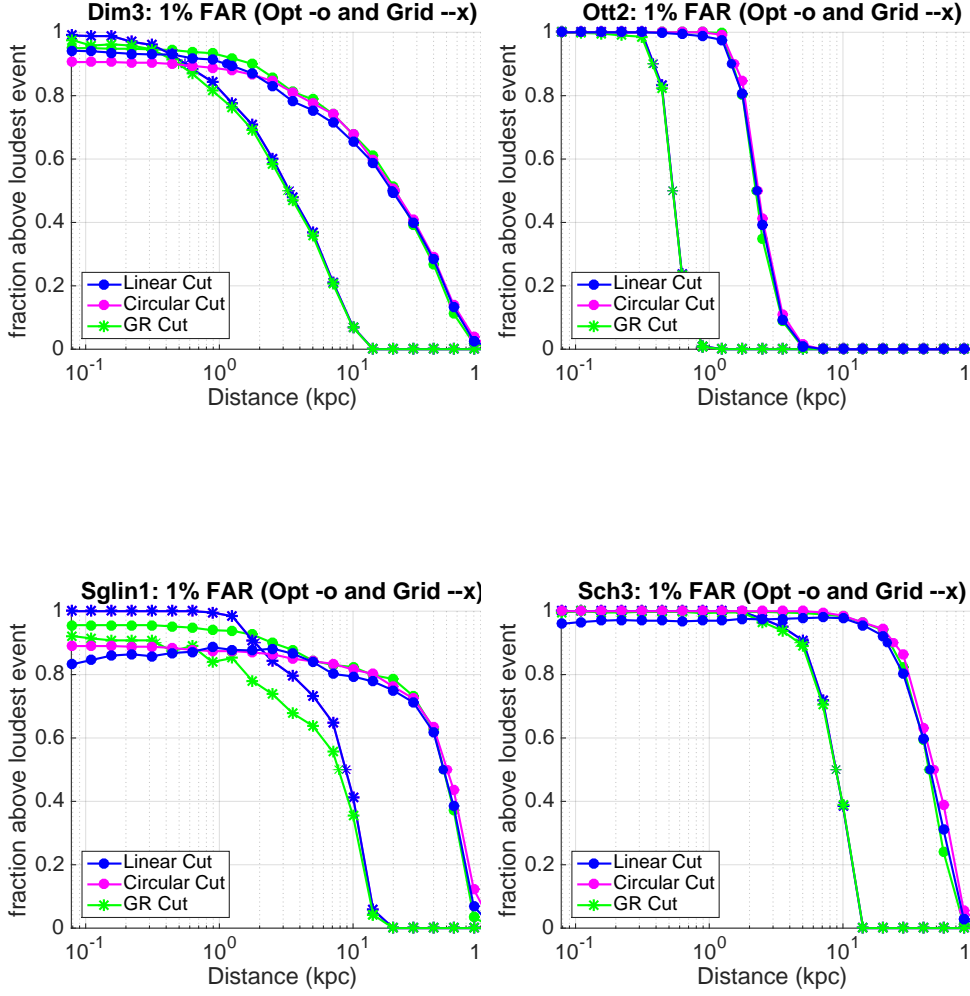 Dim3: 1% FAR (Opt -o and Grid --x)
fraction above loudest event
1
0.8
0.6
0.4
0.2
0
Linear Cut
Circular Cut
GR Cut
10^-1
10^0
10^1
1
Distance (kpc)
Ott2: 1% FAR (Opt -o and Grid --x)
fraction above loudest event
1
0.8
0.6
0.4
0.2
0
Linear Cut
Circular Cut
GR Cut
10^-1
10^0
10^1
1
Distance (kpc)
Sglin1: 1% FAR (Opt -o and Grid --x)
fraction above loudest event
1
0.8
0.6
0.4
0.2
0
Linear Cut
Circular Cut
GR Cut
10^-1
10^0
10^1
1
Distance (kpc)
Sch3: 1% FAR (Opt -o and Grid --x)
fraction above loudest event
1
0.8
0.6
0.4
0.2
0
Linear Cut
Circular Cut
GR Cut
10^-1
10^0
10^1
1
Distance (kpc)